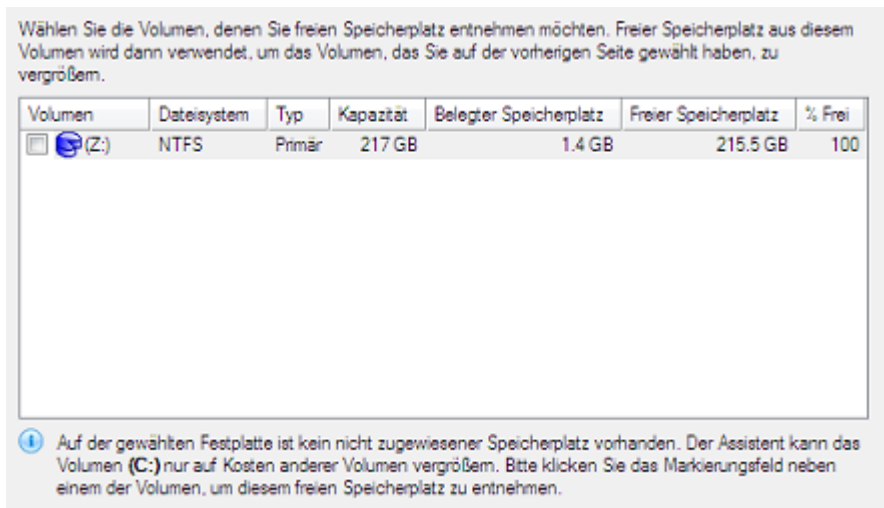 Wählen Sie die Volumen, denen Sie freien Speicherplatz entnehmen möchten. Freier Speicherplatz aus diesem
Volumen wird dann verwendet, um das Volumen, das Sie auf der vorherigen Seite gewählt haben, zu
vergrößern.
Volumen Dateisystem Typ Kapazität Belegter Speicherplatz Freier Speicherplatz % Frei
(Z:) NTFS Primär 217 GB 1.4 GB 215.5 GB 100
Auf der gewählten Festplatte ist kein nicht zugewiesener Speicherplatz vorhanden. Der Assistent kann das
Volumen (C:) nur auf Kosten anderer Volumen vergrößern. Bitte klicken Sie das Markierungsfeld neben
einem der Volumen, um diesem freien Speicherplatz zu entnehmen.